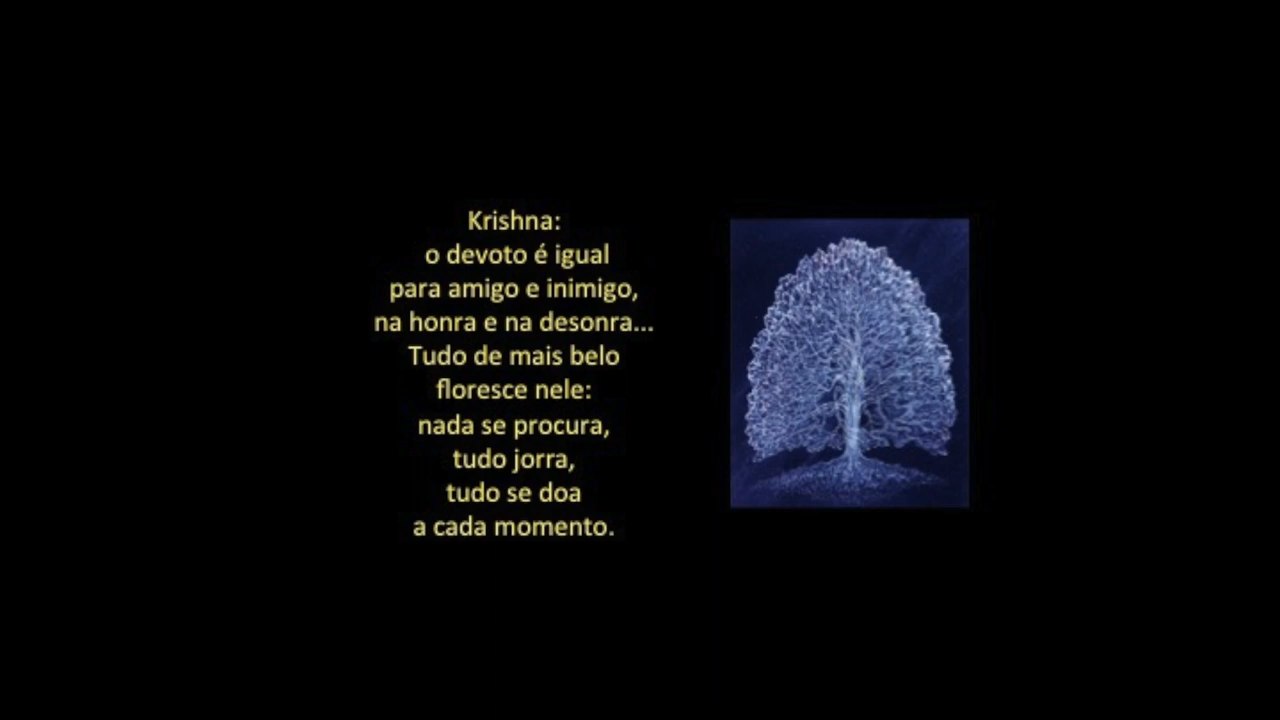 Krishna:
o devoto é igual
para amigo e inimigo,
na honra e na desonra...
Tudo de mais belo
floresce nele:
nada se procura,
tudo jorra,
tudo se doa
a cada momento.